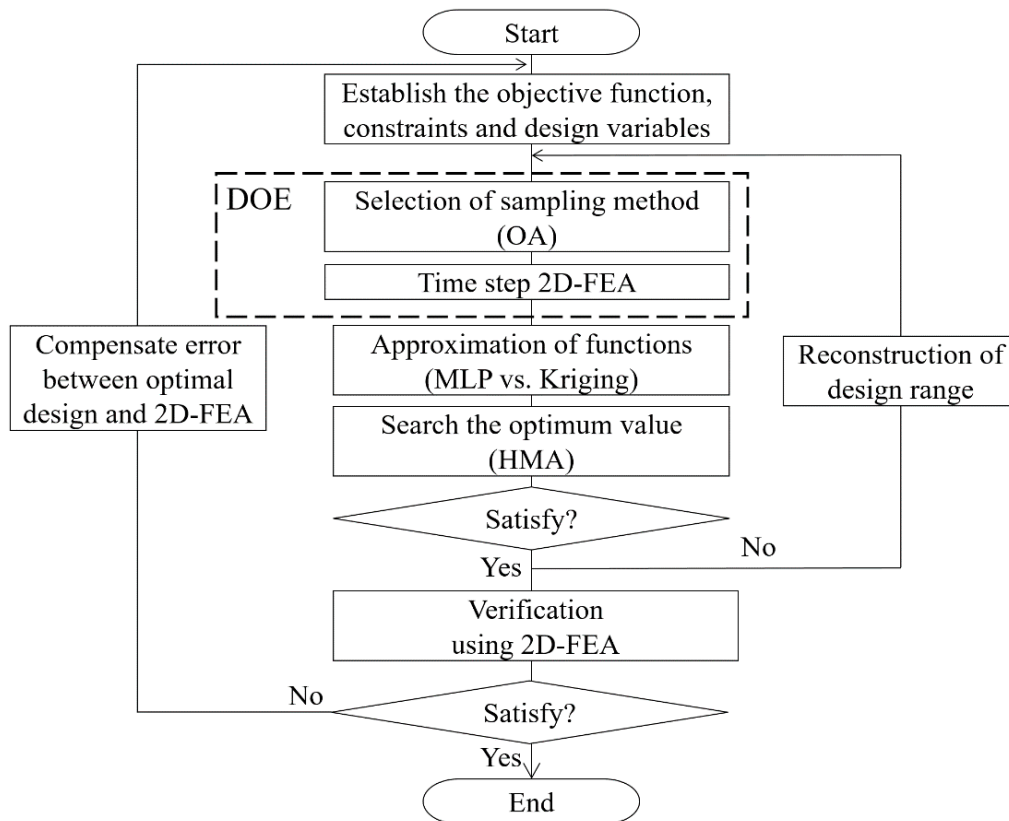 Start
Establish the objective function,
constraints and design variables
DOE
Selection of sampling method
(OA)
Time step 2D-FEA
Approximation of functions
(MLP vs. Kriging)
Search the optimum value
(HMA)
Satisfy?
Yes
No
Reconstruction of
design range
Verification
using 2D-FEA
Satisfy?
No
Compensate error
between optimal
design and 2D-FEA
Yes
End